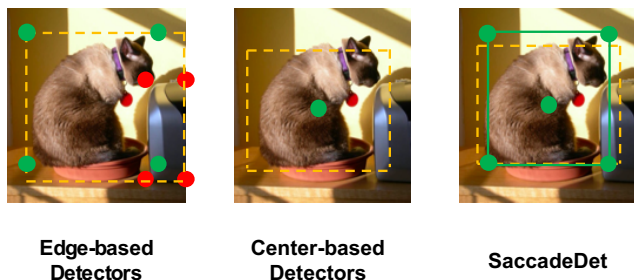 Edge-based
Detectors
Center-based
Detectors
SaccadeDet